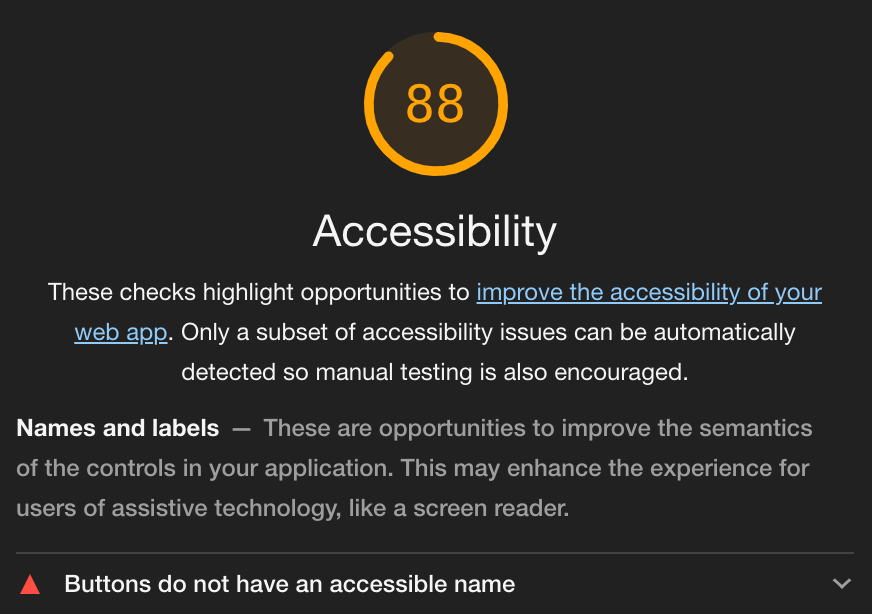 88
Accessibility
These checks highlight opportunities to improve the accessibility of your
web app. Only a subset of accessibility issues can be automatically
detected so manual testing is also encouraged.
Names and labels — These are opportunities to improve the semantics
of the controls in your application. This may enhance the experience for
users of assistive technology, like a screen reader.
Buttons do not have an accessible name